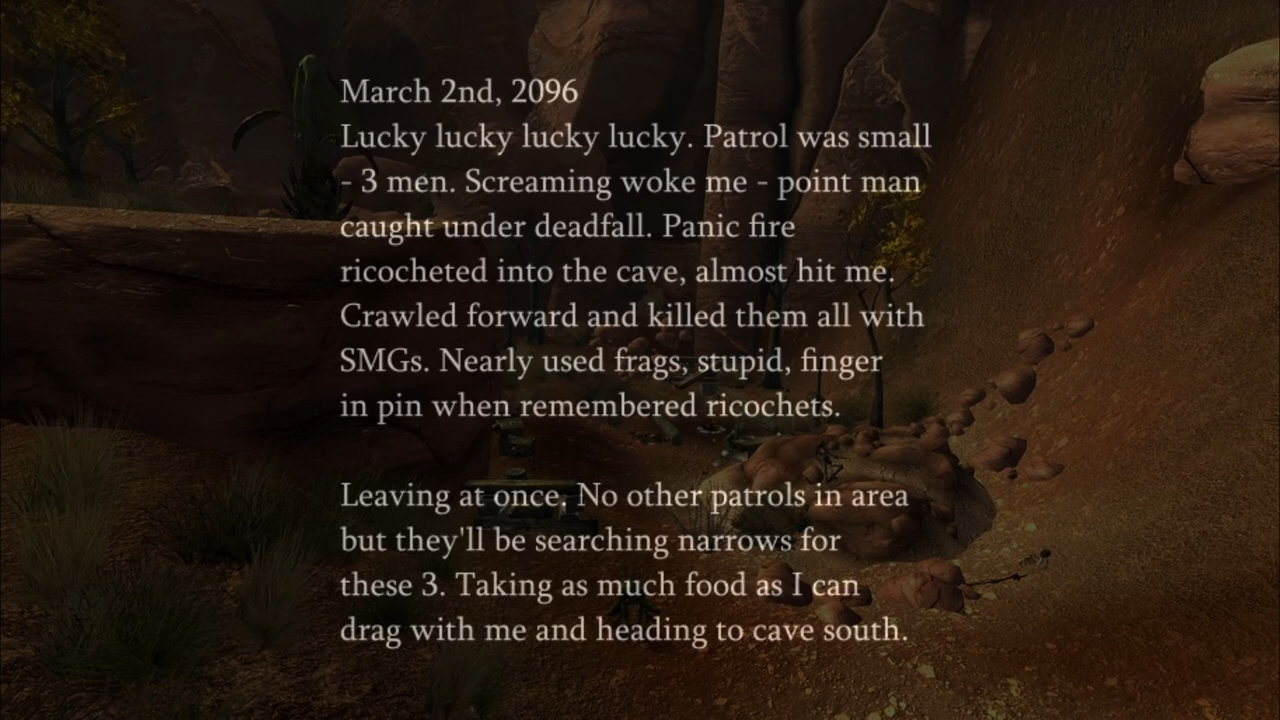 March 2nd, 2096
Lucky lucky lucky lucky. Patrol was small
- 3 men. Screaming woke me - point man
caught under deadfall. Panic fire
ricocheted into the cave, almost hit me.
Crawled forward and killed them all with
SMGs. Nearly used frags, stupid, finger
in pin when remembered ricochets.
Leaving at once. No other patrols in area
but they'll be searching narrows for
these 3. Taking as much food as I can
drag with me and heading to cave south.